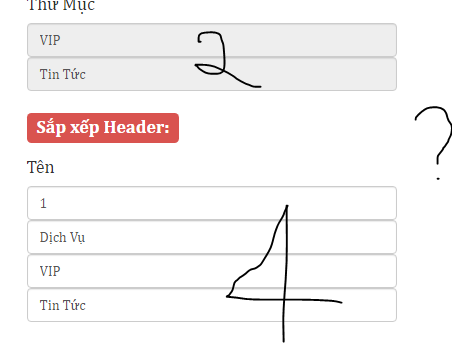 Thư Mục
VIP
2
Tin Tức
Sắp xếp Header:
?
Tên
1
Dịch Vụ
VIP
4
Tin Tức